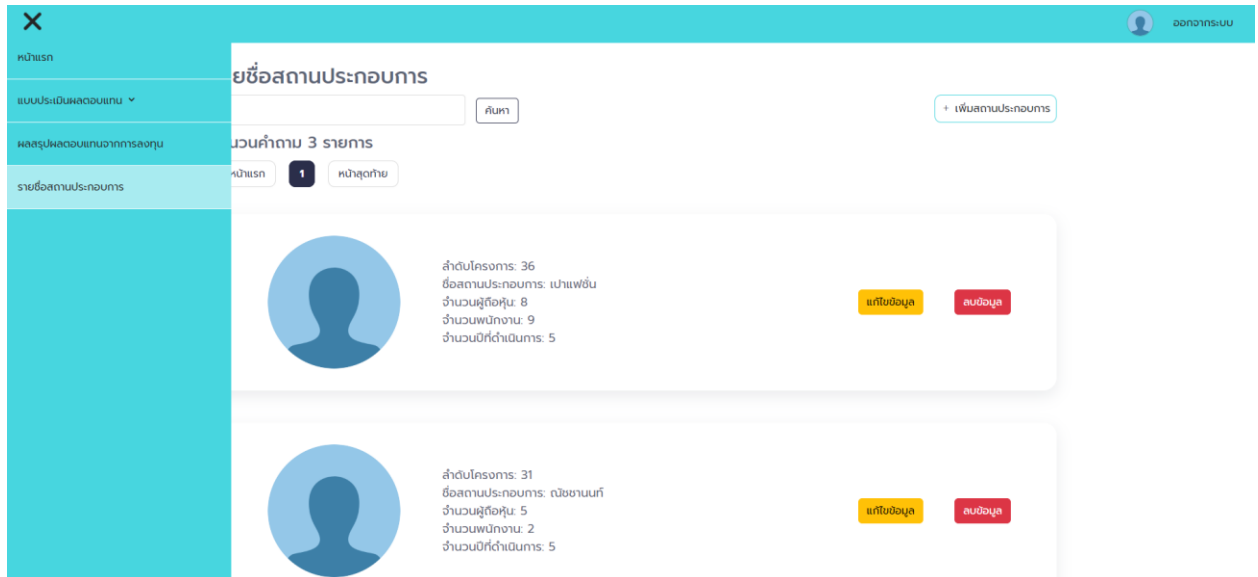 ออกจากระบบ
หน้าแรก
แบบประเมินผลตอบแทน
ผลสรุปผลตอบแทนจากการลงทุน
รายชื่อสถานประกอบการ
ยชื่อสถานประกอบการ
ค้นหา
+ เพิ่มสถานประกอบการ
นวนคำถาม 3 รายการ
หน้าแรก
1
หน้าสุดท้าย
ลำดับโครงการ: 36
ชื่อสถานประกอบการ: เปาแฟชั่น
จำนวนผู้ถือหุ้น: 8
จำนวนพนักงาน: 9
จำนวนปีที่ดำเนินการ: 5
แก้ไขข้อมูล
ลบข้อมูล
ลำดับโครงการ: 31
ชื่อสถานประกอบการ: ณัชชานนท์
จำนวนผู้ถือหุ้น: 5
จำนวนพนักงาน: 2
จำนวนปีที่ดำเนินการ: 5
แก้ไขข้อมูล
ลบข้อมูล